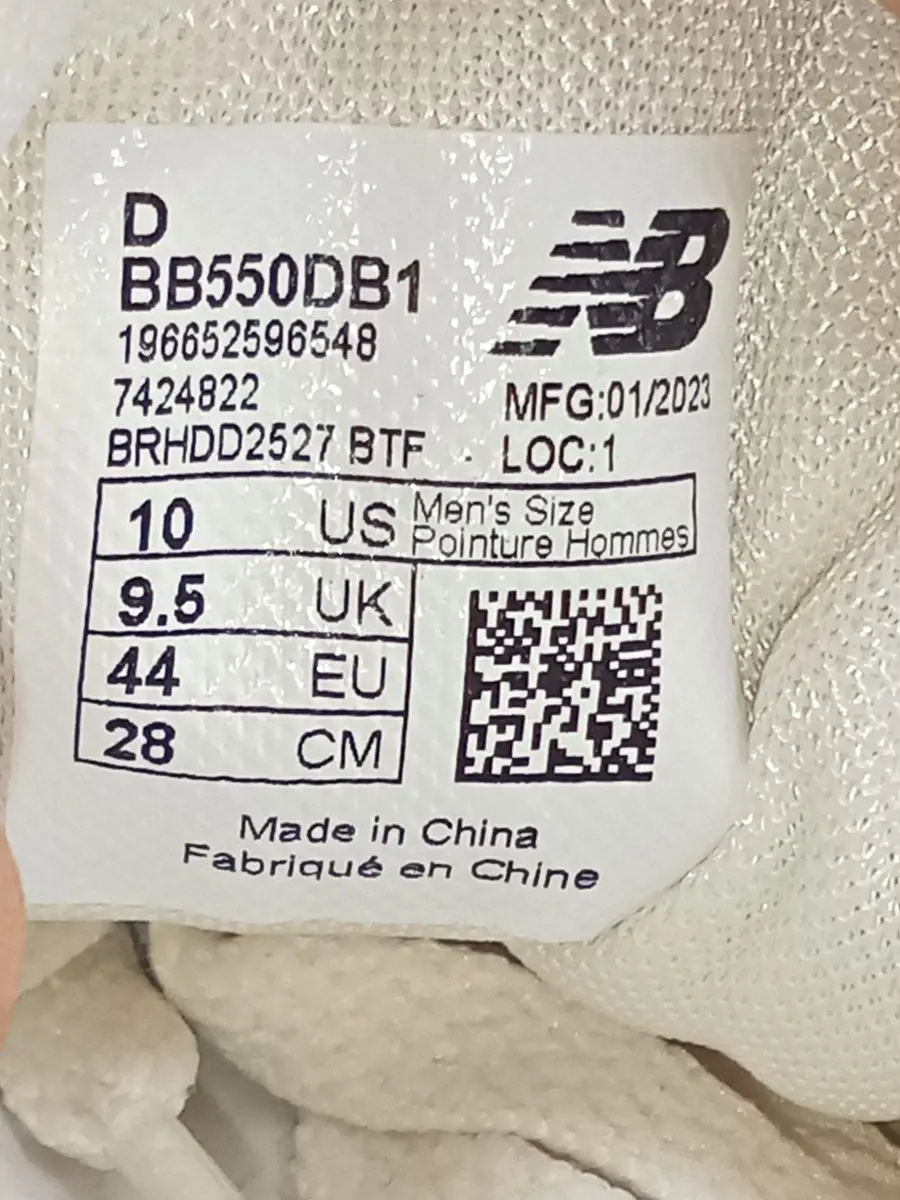 D
BB550DB1
NB
196652596548
7424822
MFG:01/2023
BRHDD2527 BTF
LOC:1
10 US Men's Size
Pointure Hommes
9.5 UK
44 EU
28 CM
Made in China
Fabriqué en Chine